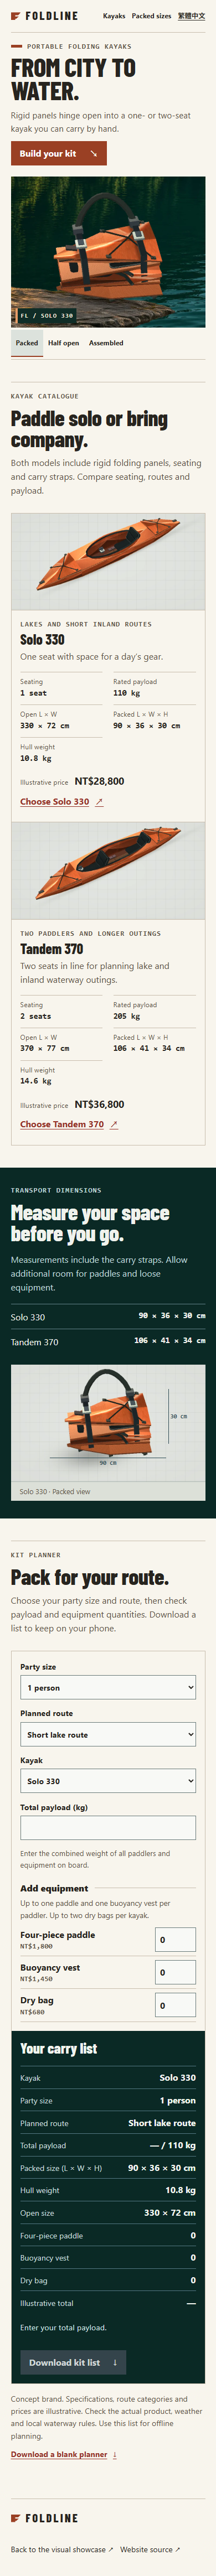 FOLDLINE
Kayaks Packed sizes 繁體中文
PORTABLE FOLDING KAYAKS
FROM CITY TO
WATER.
Rigid panels hinge open into a one- or two-seat
kayak you can carry by hand.
Build your kit ↘
FL / SOLO 330
Packed Half open Assembled
KAYAK CATALOGUE
Paddle solo or bring
company.
Both models include rigid folding panels, seating
and carry straps. Compare seating, routes and
payload.
LAKES AND SHORT INLAND ROUTES
Solo 330
One seat with space for a day's gear.
Seating Rated payload
1 seat 110 kg
Open L × W Packed L × W × H
330 × 72 cm 90 × 36 × 30 cm
Hull weight
10.8 kg
Illustrative price NT$28,800
Choose Solo 330 ↗
TWO PADDLERS AND LONGER OUTINGS
Tandem 370
Two seats in line for planning lake and
inland waterway outings.
Seating Rated payload
2 seats 205 kg
Open L × W Packed L × W × H
370 × 77 cm 106 × 41 × 34 cm
Hull weight
14.6 kg
Illustrative price NT$36,800
Choose Tandem 370 ↗
TRANSPORT DIMENSIONS
Measure your space
before you go.
Measurements include the carry straps. Allow
additional room for paddles and loose
equipment.
Solo 330 90 × 36 × 30 cm
Tandem 370 106 × 41 × 34 cm
30 cm
90 cm
Solo 330 · Packed view
KIT PLANNER
Pack for your route.
Choose your party size and route, then check
payload and equipment quantities. Download a
list to keep on your phone.
Party size
1 person
Planned route
Short lake route
Kayak
Solo 330
Total payload (kg)
Enter the combined weight of all paddlers and
equipment on board.
Add equipment
Up to one paddle and one buoyancy vest per
paddler. Up to two dry bags per kayak.
Four-piece paddle 0
NT$1,800
Buoyancy vest 0
NT$1,450
Dry bag 0
NT$680
Your carry list
Kayak Solo 330
Party size 1 person
Planned route Short lake route
Total payload — / 110 kg
Packed size (L × W × H) 90 × 36 × 30 cm
Hull weight 10.8 kg
Open size 330 × 72 cm
Four-piece paddle 0
Buoyancy vest 0
Dry bag 0
Illustrative total —
Enter your total payload.
Download kit list ↓
Concept brand. Specifications, route categories and
prices are illustrative. Check the actual product, weather
and local waterway rules. Use this list for offline
planning.
Download a blank planner ↓
FOLDLINE
Back to the visual showcase ↗ Website source ↗